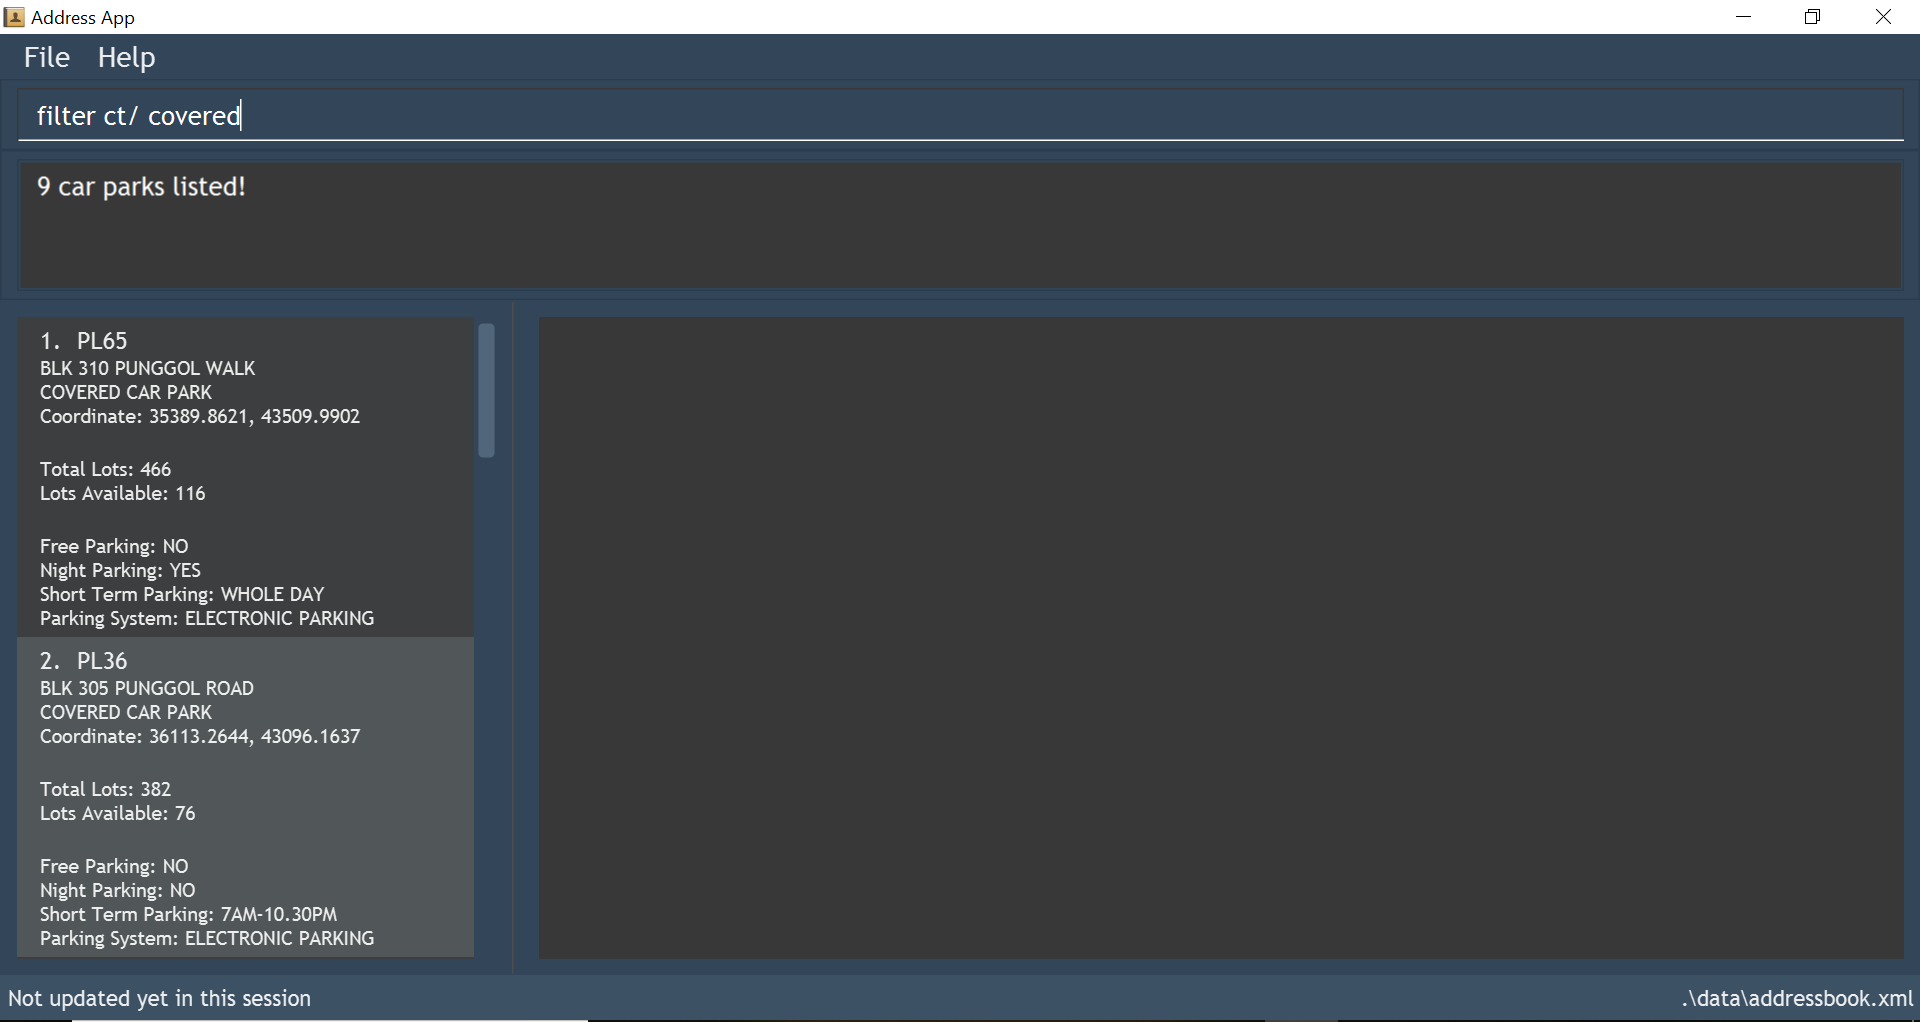 Address App
File Help
filter ct/ covered
9 car parks listed!
1. PL65
BLK 310 PUNGGOL WALK
COVERED CAR PARK
Coordinate: 35389.8621, 43509.9902
Total Lots: 466
Lots Available: 116
Free Parking: NO
Night Parking: YES
Short Term Parking: WHOLE DAY
Parking System: ELECTRONIC PARKING
2. PL36
BLK 305 PUNGGOL ROAD
COVERED CAR PARK
Coordinate: 36113.2644, 43096.1637
Total Lots: 382
Lots Available: 76
Free Parking: NO
Night Parking: NO
Short Term Parking: 7AM-10.30PM
Parking System: ELECTRONIC PARKING
Not updated yet in this session
.\data\addressbook.xml